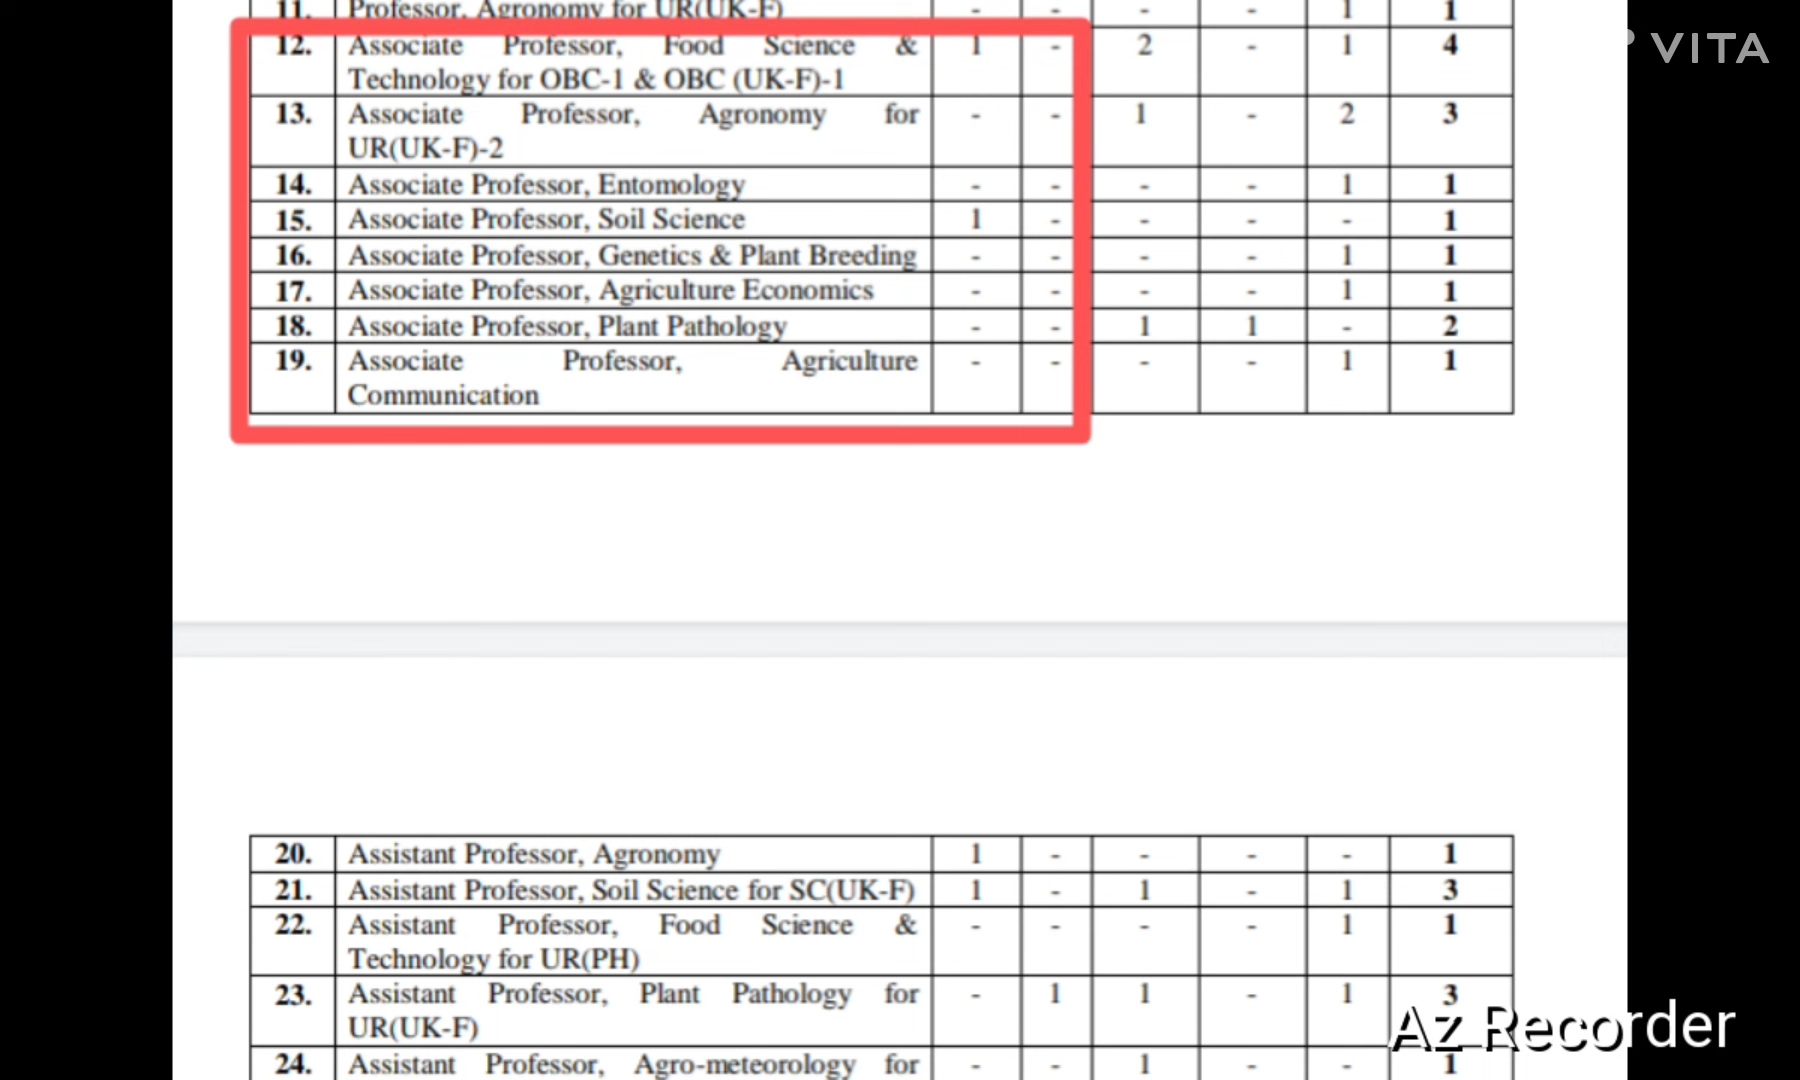 11. Professor, Agronomy for UR(UK-F) - - - - 1 1
12. Associate Professor, Food Science & 1 - 2 - 1 4
Technology for OBC-1 & OBC (UK-F)-1
13. Associate Professor, Agronomy for - - 1 - 2 3
UR(UK-F)-2
14. Associate Professor, Entomology - - - - 1 1
15. Associate Professor, Soil Science 1 - - - - 1
16. Associate Professor, Genetics & Plant Breeding - - - - 1 1
17. Associate Professor, Agriculture Economics - - - - 1 1
18. Associate Professor, Plant Pathology - - 1 1 - 2
19. Associate Professor, Agriculture - - - - 1 1
Communication
20. Assistant Professor, Agronomy 1 - - - - 1
21. Assistant Professor, Soil Science for SC(UK-F) 1 - 1 - 1 3
22. Assistant Professor, Food Science & - - - - 1 1
Technology for UR(PH)
23. Assistant Professor, Plant Pathology for - 1 1 - 1 3
UR(UK-F)
24. Assistant Professor, Agro-meteorology for - - 1 - - 1
VITA
Az Recorder